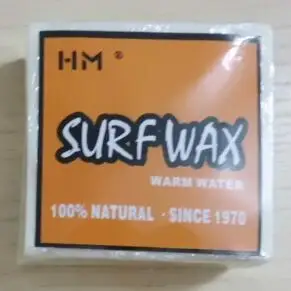 HM ®
SURF WAX
WARM WATER
100% NATURAL · SINCE 1970